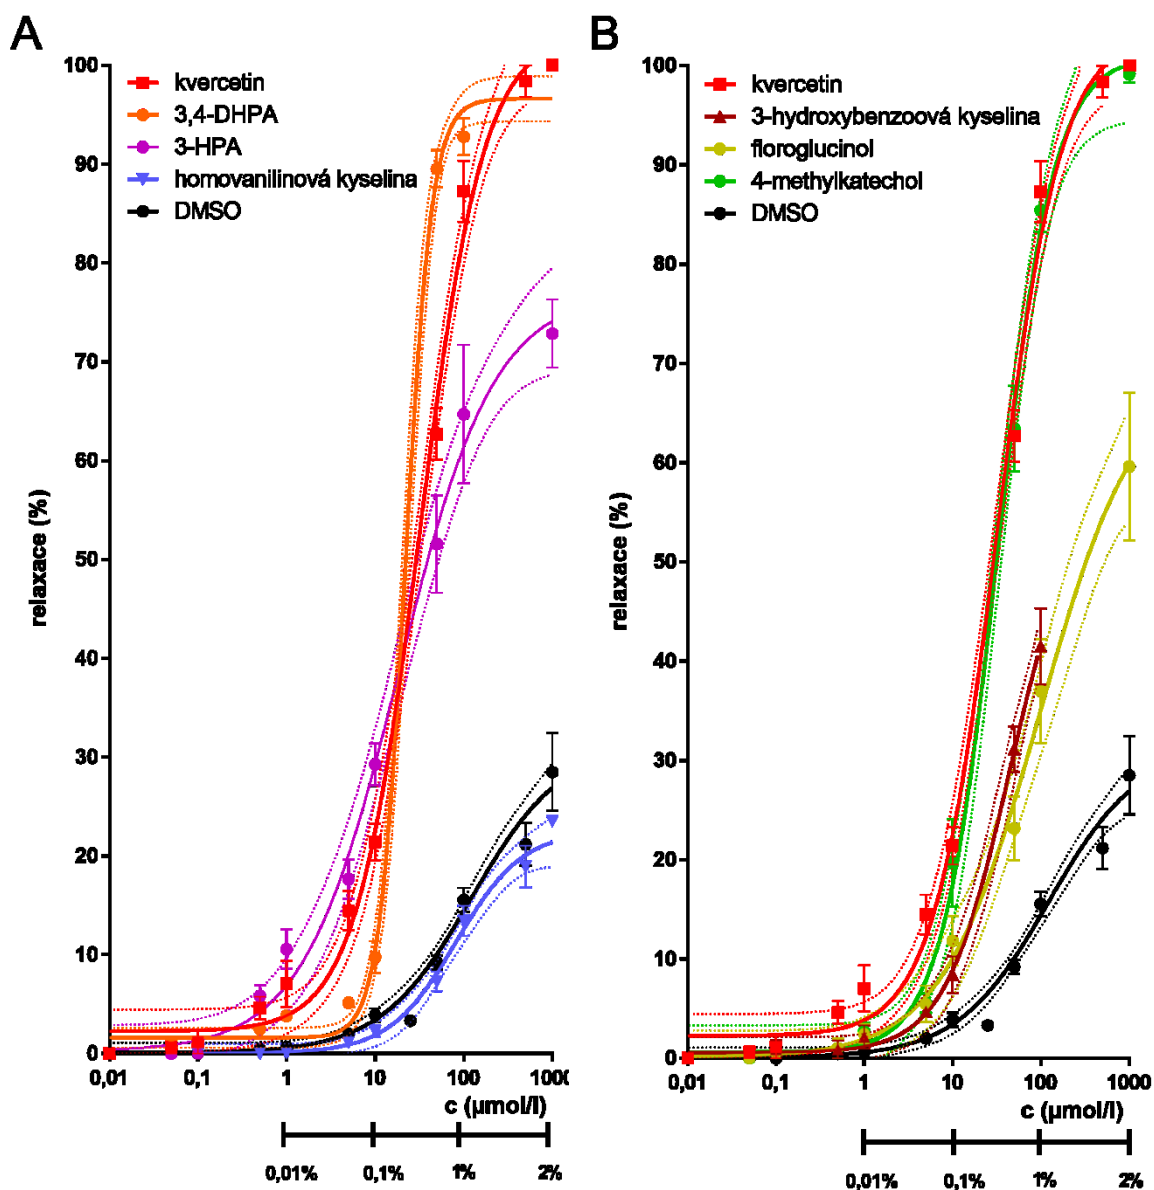 A
kvercetin
3,4-DHPA
3-HPA
homovanilinová kyselina
DMSO
100
90
80
70
60
50
40
30
20
10
0
relaxace (%)
0,01 0,1 1 10 100 1000
c (µmol/l)
0,01% 0,1% 1% 2%
B
kvercetin
3-hydroxybenzoová kyselina
floroglucinol
4-methylkatechol
DMSO
100
90
80
70
60
50
40
30
20
10
0
relaxace (%)
0,01 0,1 1 10 100 1000
c (µmol/l)
0,01% 0,1% 1% 2%